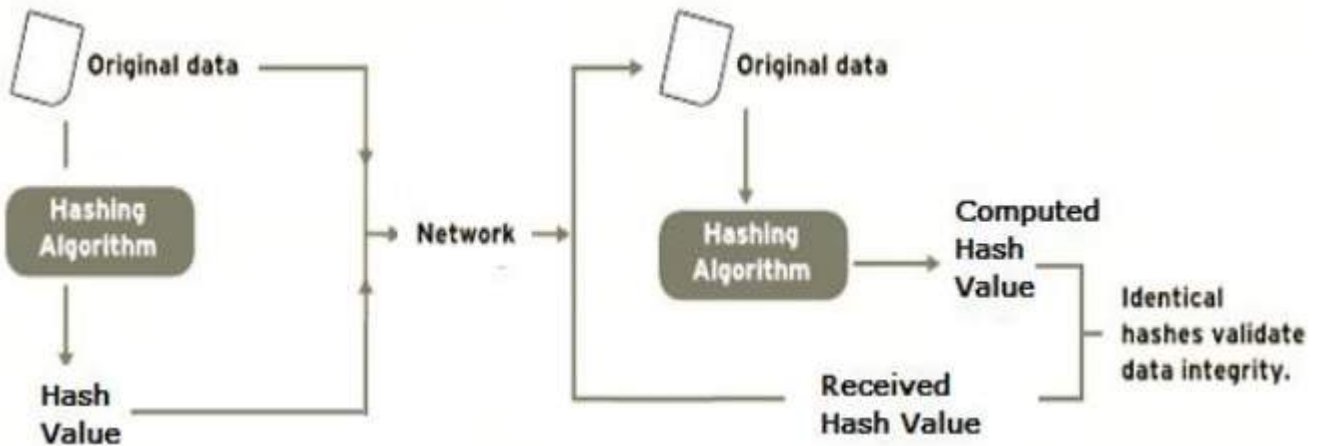 Original data
Hashing
Algorithm
Hash
Value
Network
Original data
Hashing
Algorithm
Computed
Hash
Value
Received
Hash Value
Identical
hashes validate
data integrity.